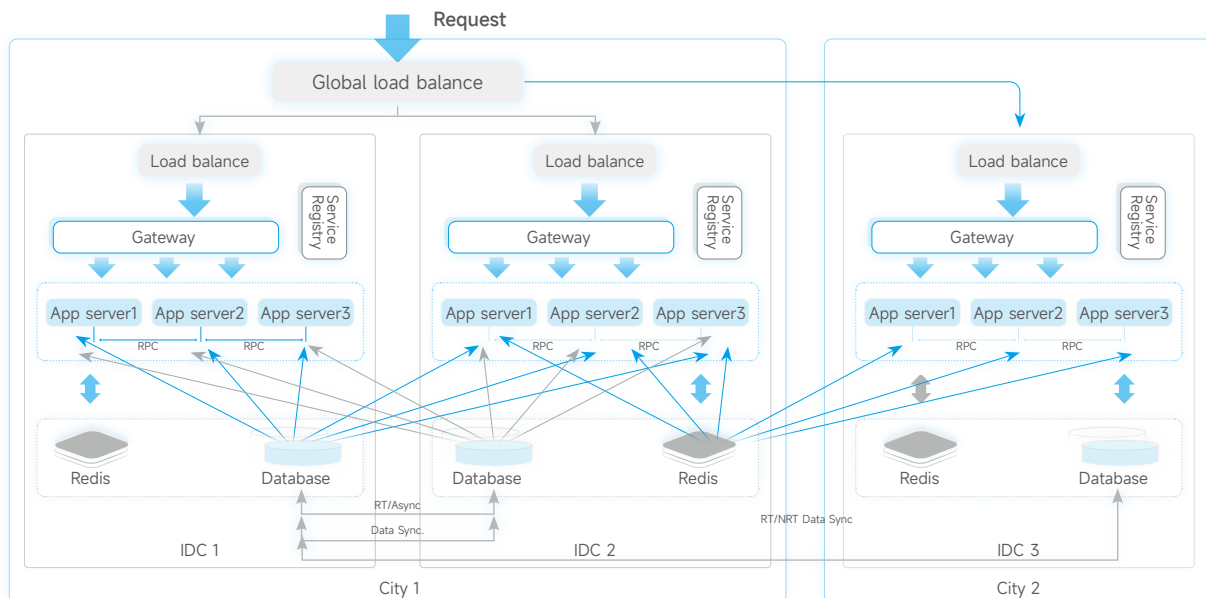 Request
Global load balance
Load balance
Load balance
Load balance
Service
Registry
Service
Registry
Service
Registry
Gateway
Gateway
Gateway
App server1
App server2
App server3
App server1
App server2
App server3
App server1
App server2
App server3
RPC
RPC
RPC
RPC
RPC
RPC
Redis
Database
Database
Redis
Redis
Database
RT/Async
Data Sync.
RT/NRT Data Sync
IDC 1
IDC 2
IDC 3
City 1
City 2